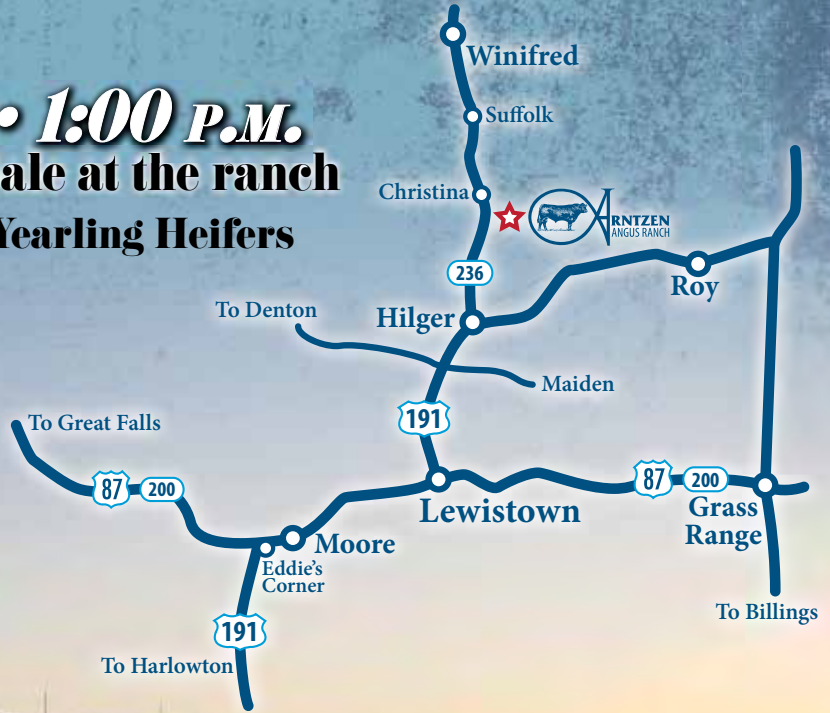 Winifred
• 1:00 P.M.
Suffolk
ale at the ranch
Christina
ARNTZEN
ANGUS RANCH
Yearling Heifers
236
Roy
To Denton
Hilger
Maiden
191
To Great Falls
87
200
87
200
Lewistown
Grass
Range
Moore
Eddie's
Corner
191
To Billings
To Harlowton